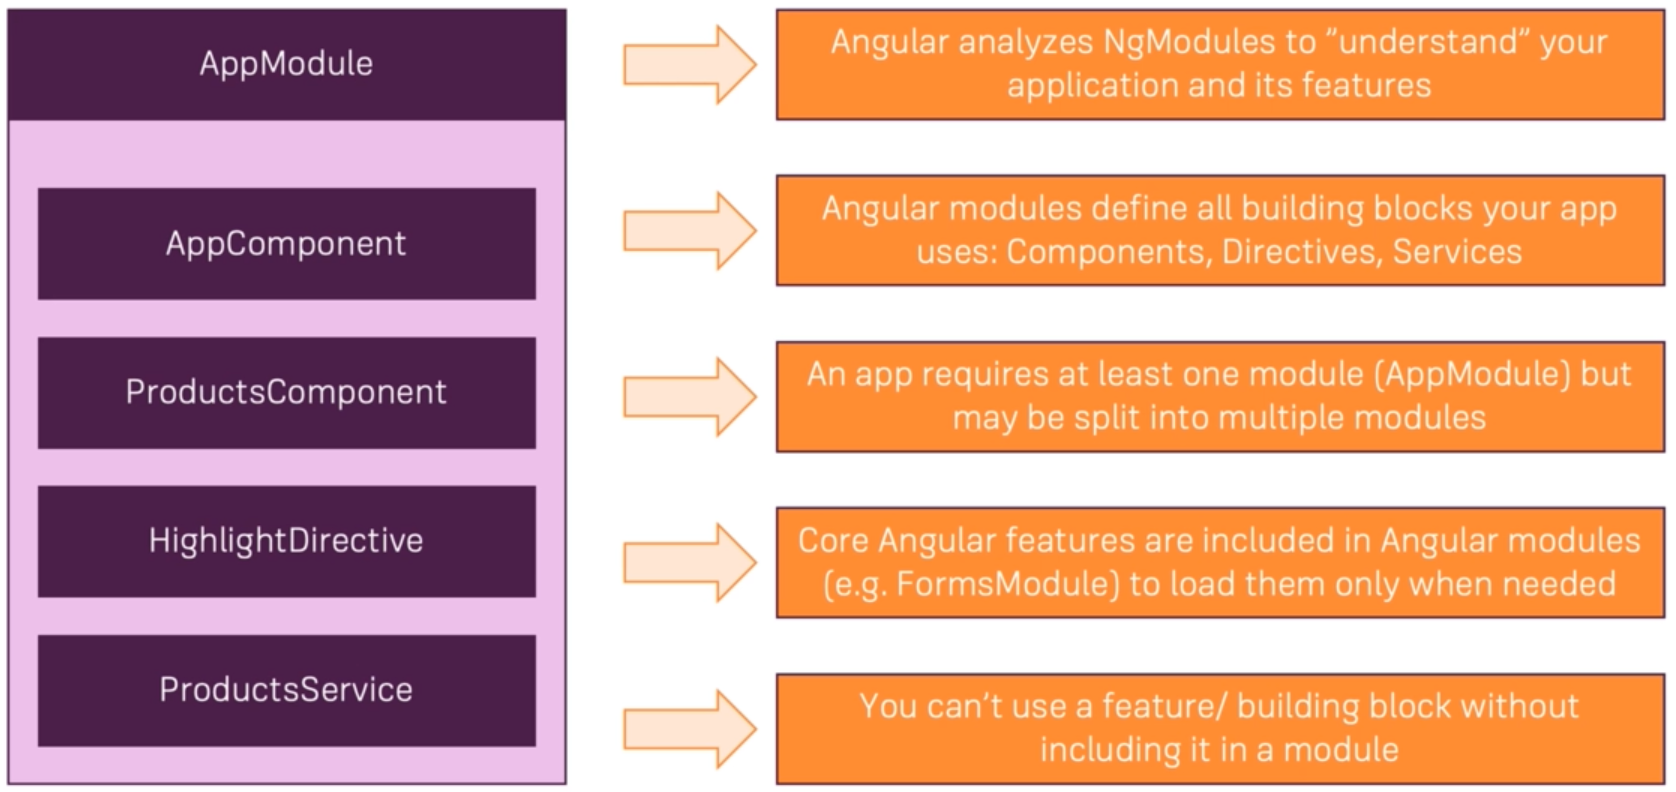 AppModule
AppComponent
ProductsComponent
HighlightDirective
ProductsService
Angular analyzes NgModules to “understand” your
application and its features
Angular modules define all building blocks your app
uses: Components, Directives, Services
An app requires at least one module (AppModule) but
may be split into multiple modules
Core Angular features are included in Angular modules
(e.g. FormsModule) to load them only when needed
You can’t use a feature/ building block without
including it in a module